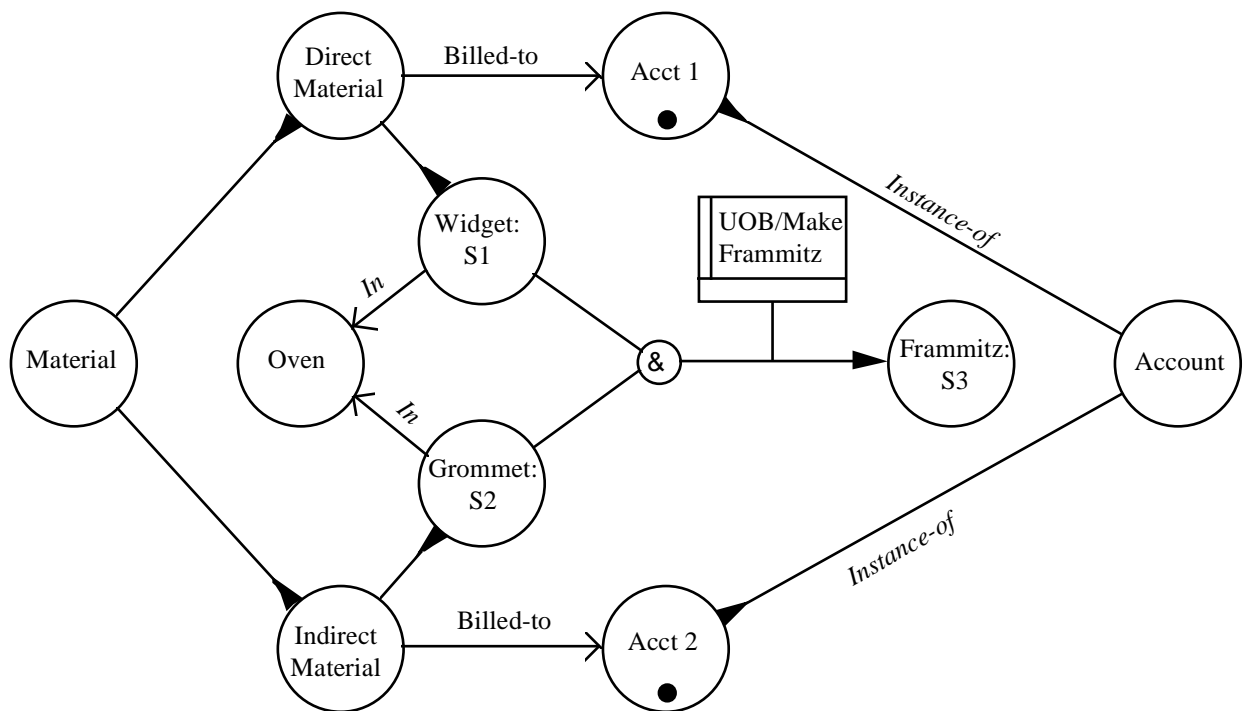 Direct
Material
Billed-to
Acct 1
Instance-of
Widget:
S1
UOB/Make
Frammitz
In
Material
Oven
&
Frammitz:
S3
Account
In
Grommet:
S2
Instance-of
Indirect
Material
Billed-to
Acct 2